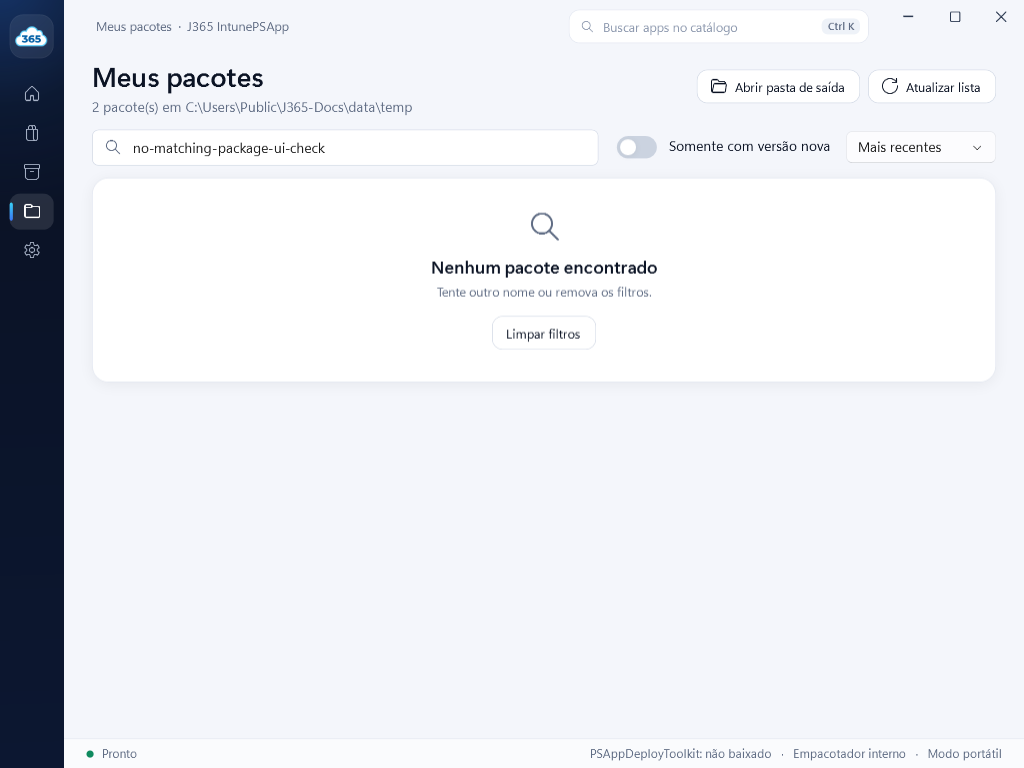 365
Meus pacotes · J365 IntunePSApp
Buscar apps no catálogo
Ctrl K
Meus pacotes
2 pacote(s) em C:\Users\Public\J365-Docs\data\temp
Abrir pasta de saída
Atualizar lista
no-matching-package-ui-check
Somente com versão nova
Mais recentes
Nenhum pacote encontrado
Tente outro nome ou remova os filtros.
Limpar filtros
Pronto
PSAppDeployToolkit: não baixado · Empacotador interno · Modo portátil